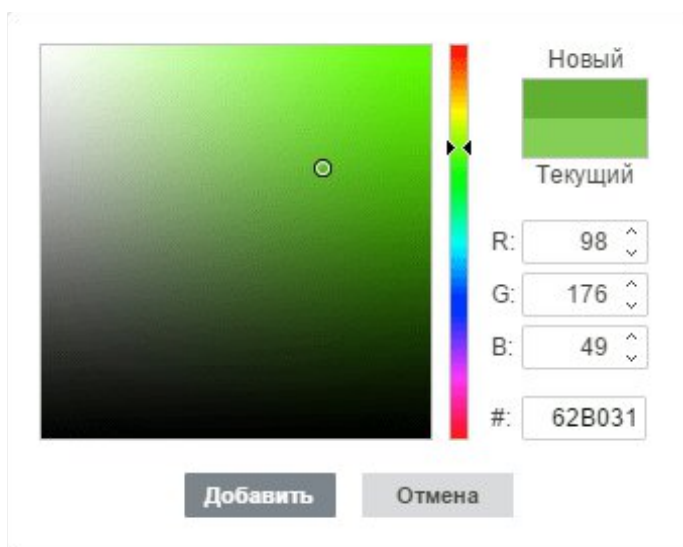 Новый
Текущий
R: 98
G: 176
B: 49
#: 62B031
Добавить
Отмена